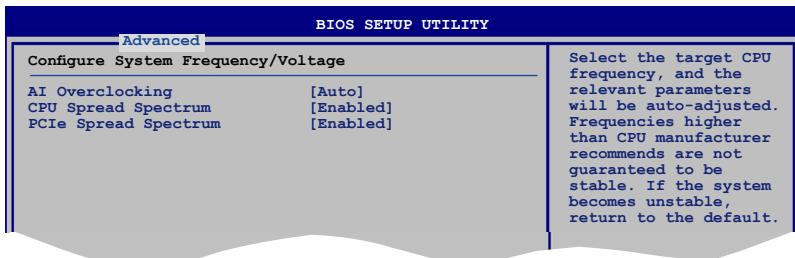 BIOS SETUP UTILITY
Advanced
Configure System Frequency/Voltage
AI Overclocking [Auto]
CPU Spread Spectrum [Enabled]
PCIe Spread Spectrum [Enabled]
Select the target CPU
frequency, and the
relevant parameters
will be auto-adjusted.
Frequencies higher
than CPU manufacturer
recommends are not
guaranteed to be
stable. If the system
becomes unstable,
return to the default.